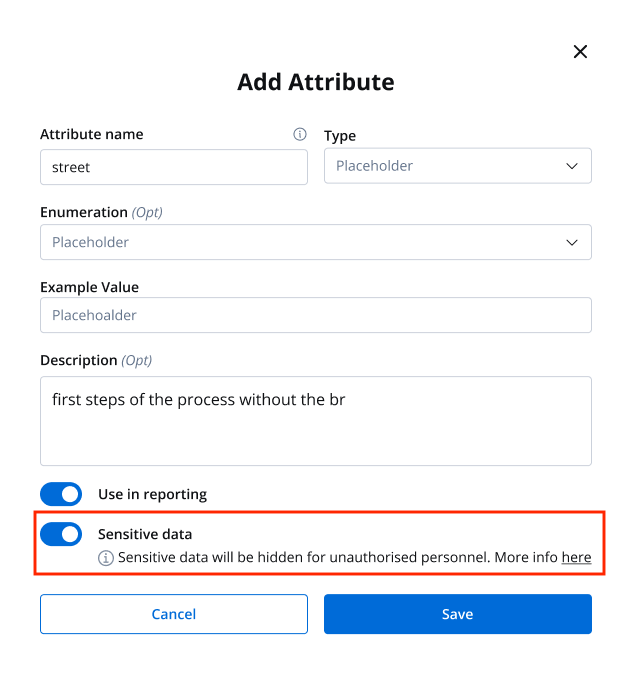 Add Attribute
Attribute name
Type
street
Placeholder
Enumeration (Opt)
Placeholder
Example Value
Placehoalder
Description (Opt)
first steps of the process without the br
Use in reporting
Sensitive data
Sensitive data will be hidden for unauthorised personnel. More info here
Cancel
Save